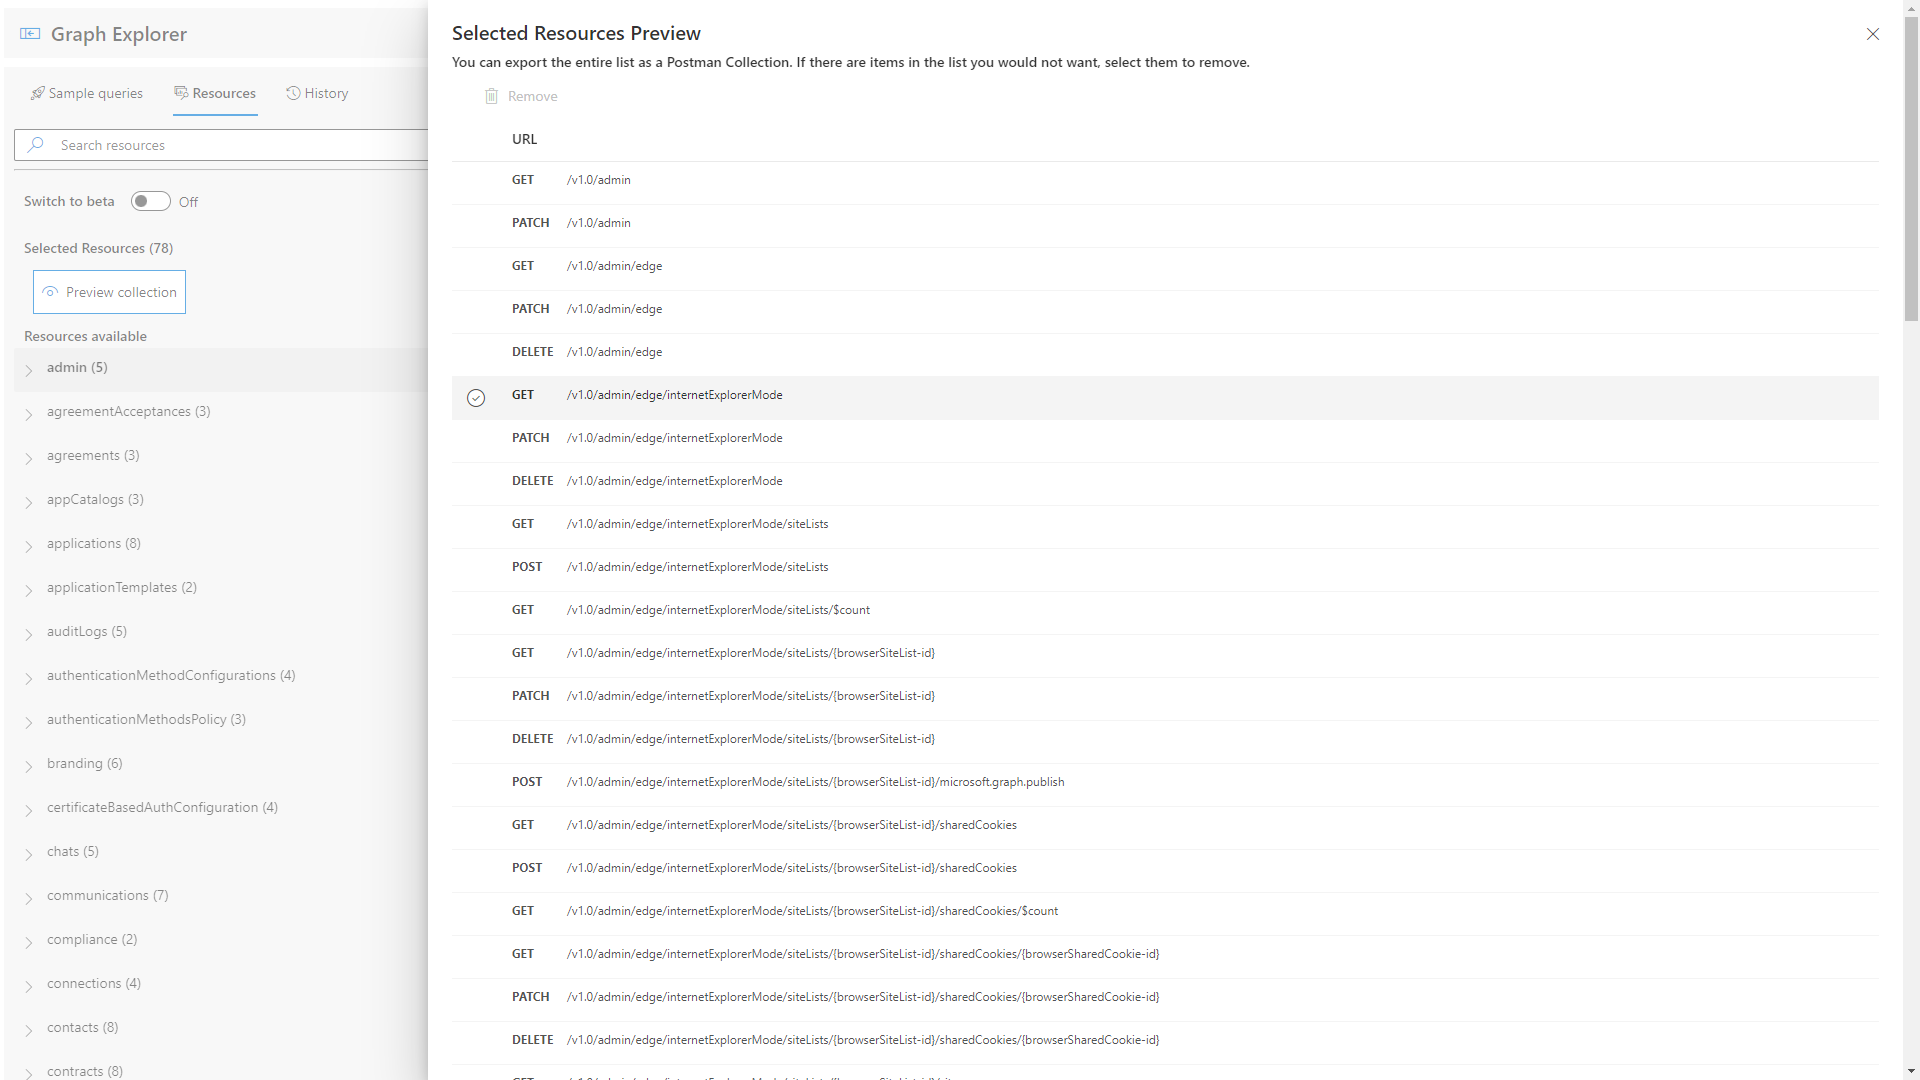 Graph Explorer
Sample queries
Resources
History
Search resources
Switch to beta
Off
Selected Resources (78)
Preview collection
Resources available
admin (5)
agreementAcceptances (3)
agreements (3)
appCatalogs (3)
applications (8)
applicationTemplates (2)
auditLogs (5)
authenticationMethodConfigurations (4)
authenticationMethodsPolicy (3)
branding (6)
certificateBasedAuthConfiguration (4)
chats (5)
communications (7)
compliance (2)
connections (4)
contacts (8)
contracts (8)
Selected Resources Preview
You can export the entire list as a Postman Collection. If there are items in the list you would not want, select them to remove.
Remove
URL
GET /v1.0/admin
PATCH /v1.0/admin
GET /v1.0/admin/edge
PATCH /v1.0/admin/edge
DELETE /v1.0/admin/edge
GET /v1.0/admin/edge/internetExplorerMode
PATCH /v1.0/admin/edge/internetExplorerMode
DELETE /v1.0/admin/edge/internetExplorerMode
GET /v1.0/admin/edge/internetExplorerMode/siteLists
POST /v1.0/admin/edge/internetExplorerMode/siteLists
GET /v1.0/admin/edge/internetExplorerMode/siteLists/$count
GET /v1.0/admin/edge/internetExplorerMode/siteLists/{browserSiteList-id}
PATCH /v1.0/admin/edge/internetExplorerMode/siteLists/{browserSiteList-id}
DELETE /v1.0/admin/edge/internetExplorerMode/siteLists/{browserSiteList-id}
POST /v1.0/admin/edge/internetExplorerMode/siteLists/{browserSiteList-id}/microsoft.graph.publish
GET /v1.0/admin/edge/internetExplorerMode/siteLists/{browserSiteList-id}/sharedCookies
POST /v1.0/admin/edge/internetExplorerMode/siteLists/{browserSiteList-id}/sharedCookies
GET /v1.0/admin/edge/internetExplorerMode/siteLists/{browserSiteList-id}/sharedCookies/$count
GET /v1.0/admin/edge/internetExplorerMode/siteLists/{browserSiteList-id}/sharedCookies/{browserSharedCookie-id}
PATCH /v1.0/admin/edge/internetExplorerMode/siteLists/{browserSiteList-id}/sharedCookies/{browserSharedCookie-id}
DELETE /v1.0/admin/edge/internetExplorerMode/siteLists/{browserSiteList-id}/sharedCookies/{browserSharedCookie-id}